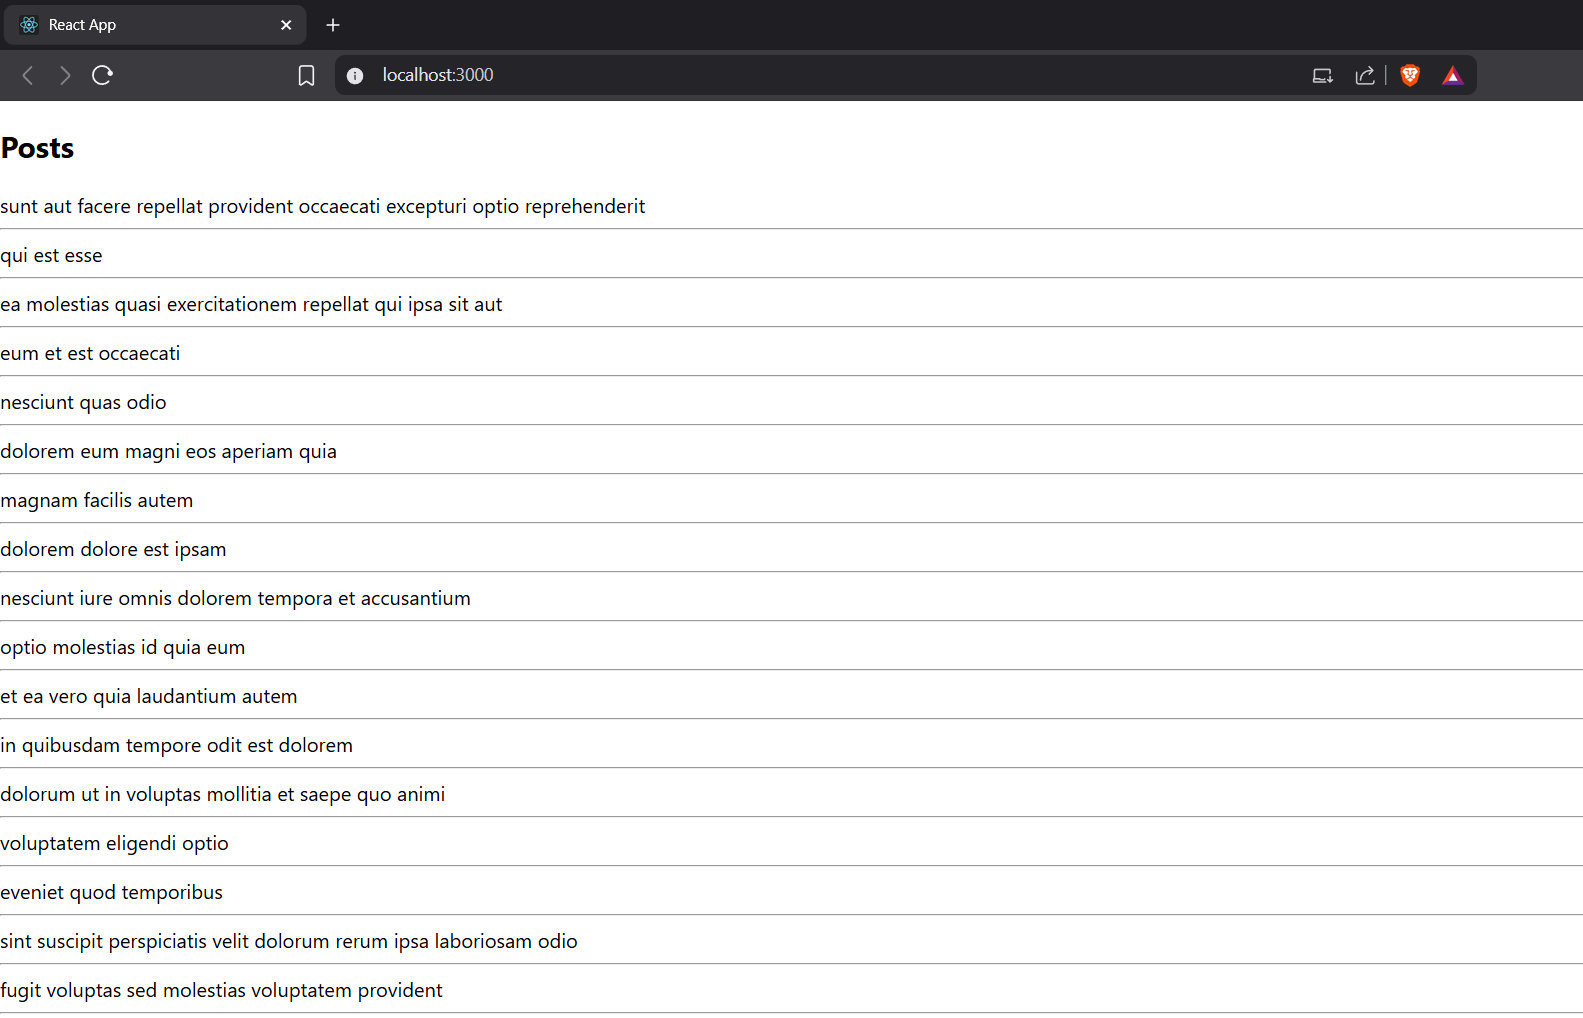 React App
localhost:3000
Posts
sunt aut facere repellat provident occaecati excepturi optio reprehenderit
qui est esse
ea molestias quasi exercitationem repellat qui ipsa sit aut
eum et est occaecati
nesciunt quas odio
dolorem eum magni eos aperiam quia
magnam facilis autem
dolorem dolore est ipsam
nesciunt iure omnis dolorem tempora et accusantium
optio molestias id quia eum
et ea vero quia laudantium autem
in quibusdam tempore odit est dolorem
dolorum ut in voluptas mollitia et saepe quo animi
voluptatem eligendi optio
eveniet quod temporibus
sint suscipit perspiciatis velit dolorum rerum ipsa laboriosam odio
fugit voluptas sed molestias voluptatem provident